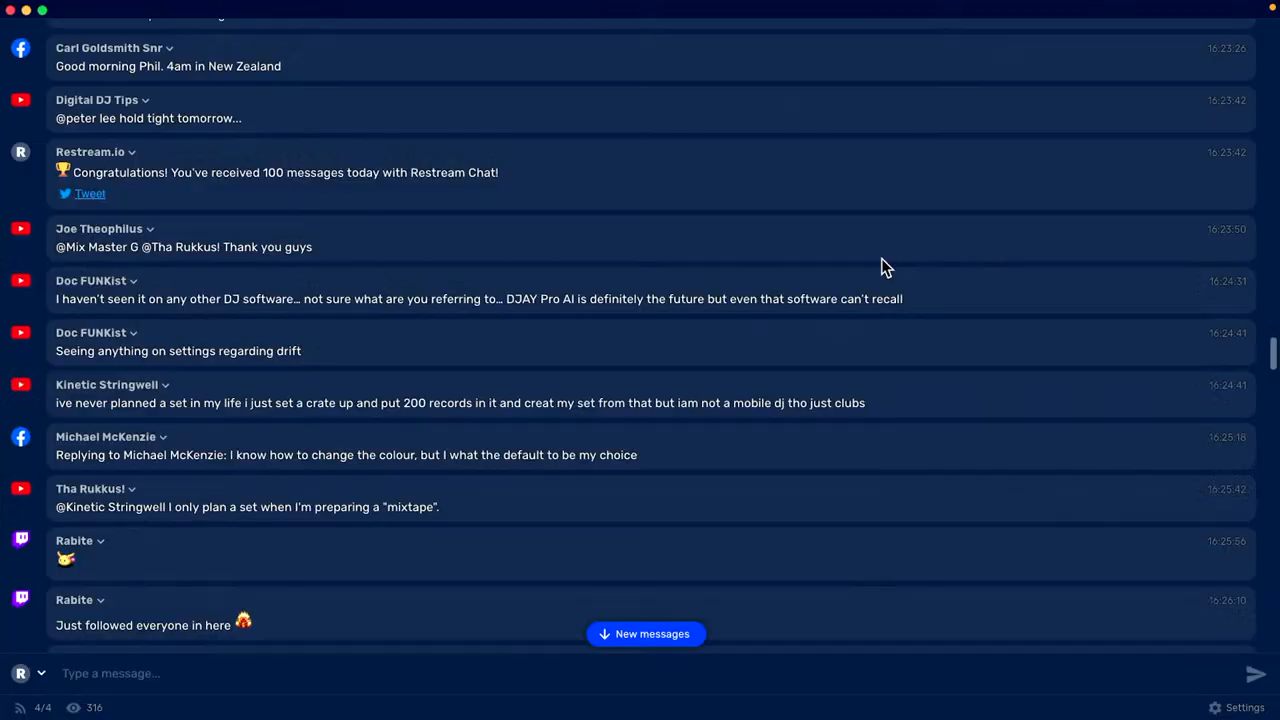 Carl Goldsmith Snr
16:23:26
Good morning Phil. 4am in New Zealand
Digital DJ Tips
16:23:42
@peter lee hold tight tomorrow...
R
Restream.io
16:23:42
Congratulations! You've received 100 messages today with Restream Chat!
Tweet
Joe Theophilus
16:23:50
@Mix Master G @Tha Rukkus! Thank you guys
Doc FUNKist
16:24:31
I haven't seen it on any other DJ software... not sure what are you referring to... DJAY Pro AI is definitely the future but even that software can't recall
Doc FUNKist
16:24:41
Seeing anything on settings regarding drift
Kinetic Stringwell
16:24:41
ive never planned a set in my life i just set a crate up and put 200 records in it and creat my set from that but iam not a mobile dj tho just clubs
Michael McKenzie
16:25:18
Replying to Michael McKenzie: I know how to change the colour, but I what the default to be my choice
Tha Rukkus!
16:25:42
@Kinetic Stringwell I only plan a set when I'm preparing a "mixtape".
Rabite
16:25:56
Rabite
16:26:10
Just followed everyone in here
New messages
R
Type a message...
4/4
316
Settings